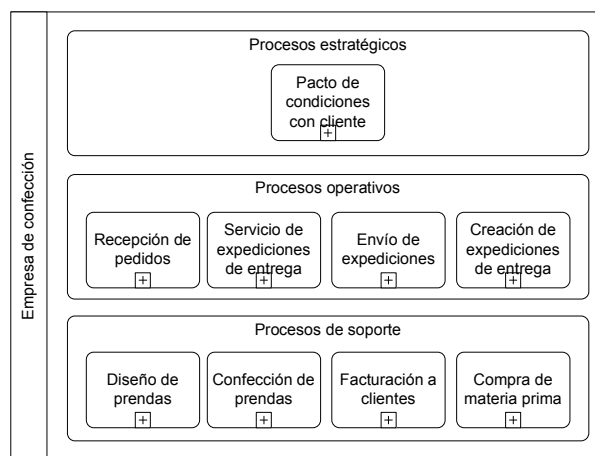 Empresa de confección
Procesos estratégicos
Pacto de
condiciones
con cliente
Procesos operativos
Recepción de
pedidos
Servicio de
expediciones
de entrega
Envío de
expediciones
Creación de
expediciones
de entrega
Procesos de soporte
Diseño de
prendas
Confección de
prendas
Facturación a
clientes
Compra de
materia prima